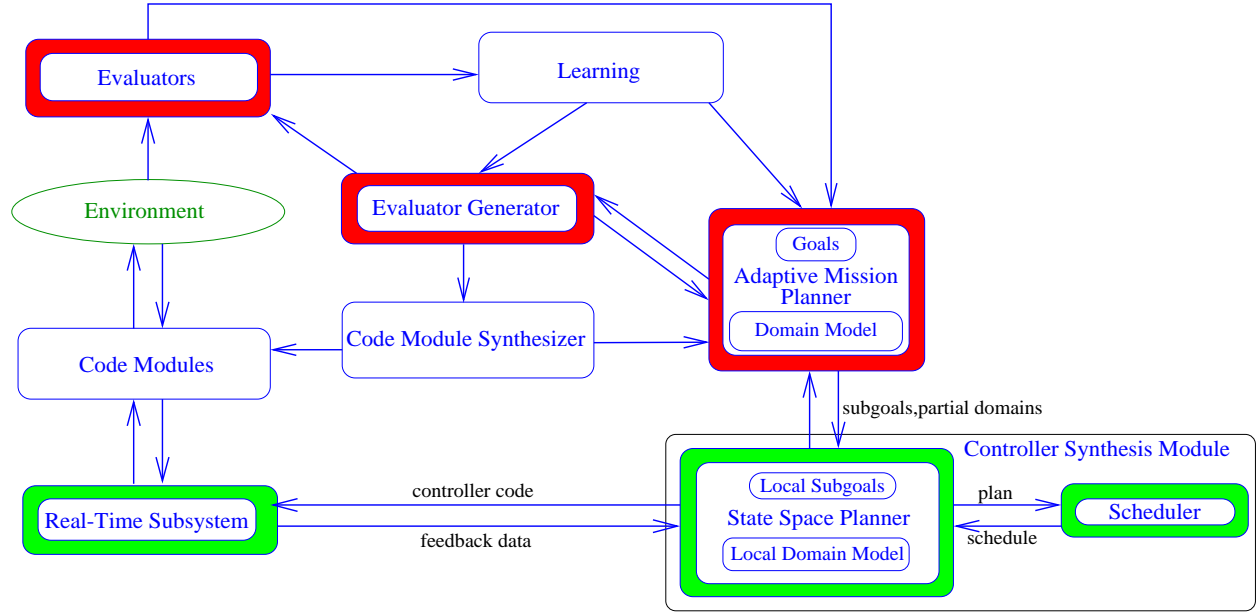 Evaluators
Learning
Environment
Evaluator Generator
Goals
Adaptive Mission
Planner
Domain Model
Code Modules
Code Module Synthesizer
subgoals,partial domains
Controller Synthesis Module
Real-Time Subsystem
controller code
feedback data
Local Subgoals
State Space Planner
Local Domain Model
plan
schedule
Scheduler